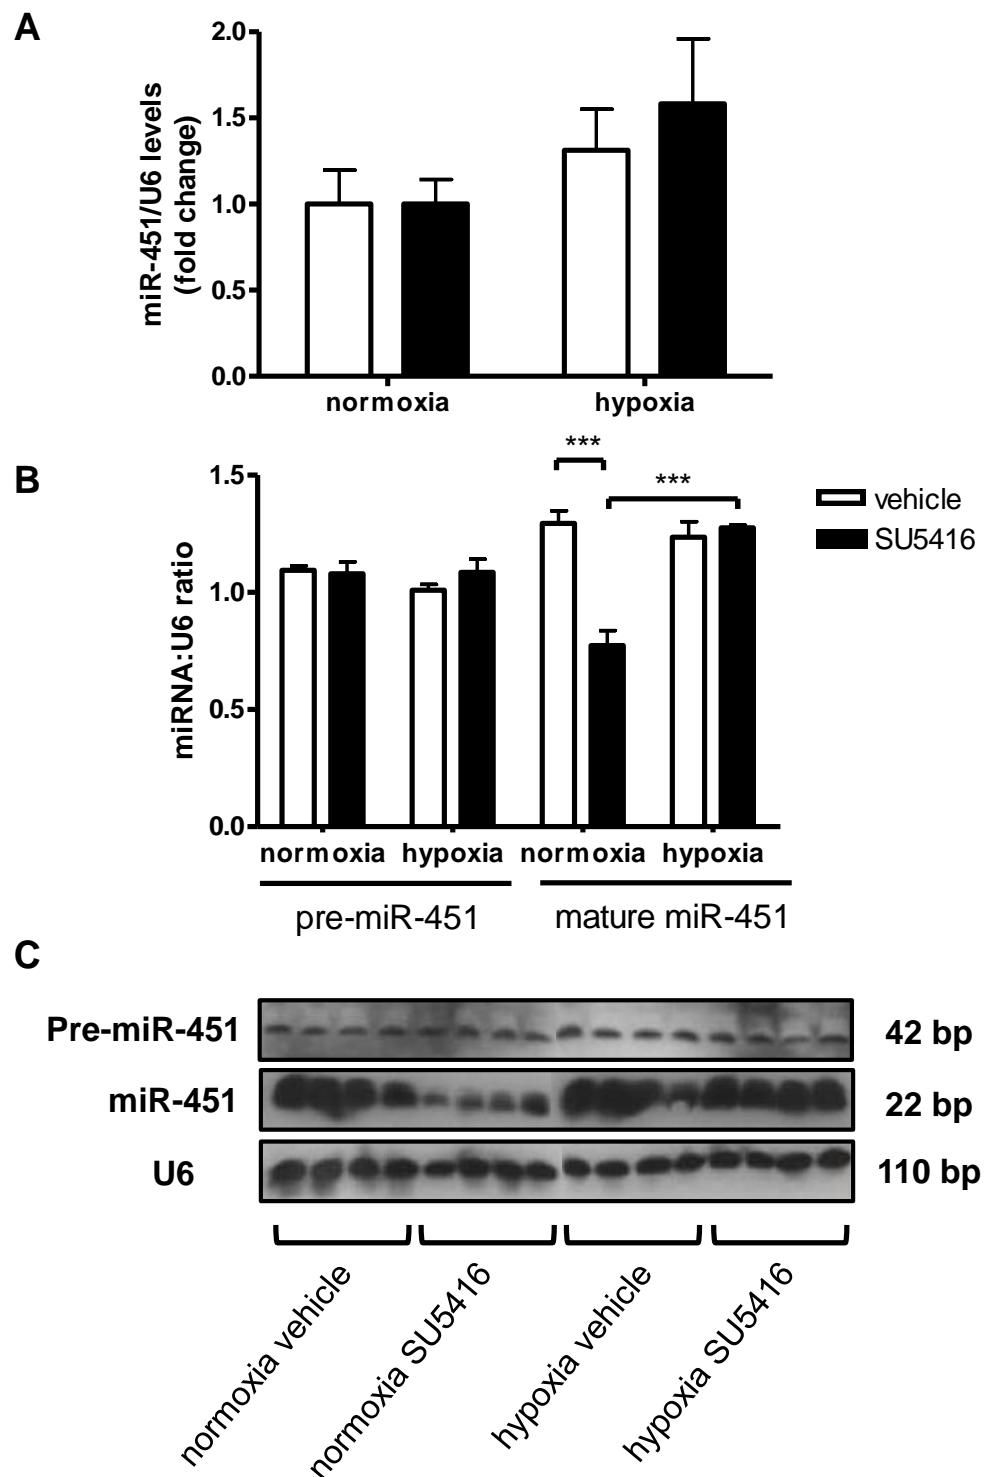 A
miR-451/U6 levels
(fold change)
2.0
1.5
1.0
0.5
0.0
normoxia hypoxia
B
miRNA:U6 ratio
1.5
1.0
0.5
0.0
***
***
vehicle
SU5416
normoxia hypoxia normoxia hypoxia
pre-miR-451 mature miR-451
C
Pre-miR-451 42 bp
miR-451 22 bp
U6 110 bp
normoxia vehicle
normoxia SU5416
hypoxia vehicle
hypoxia SU5416